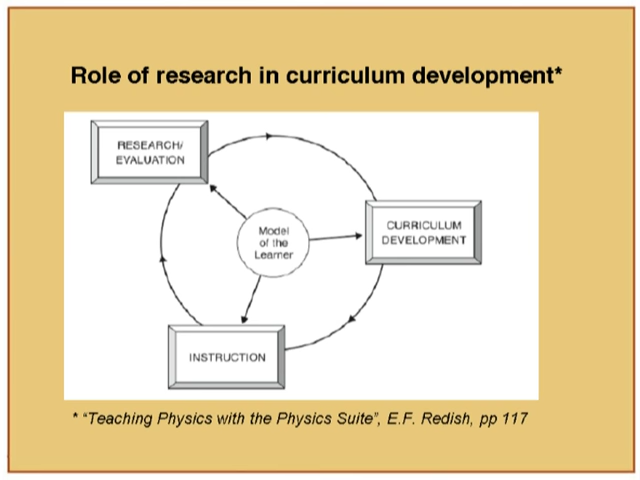 Role of research in curriculum development*
RESEARCH/
EVALUATION
CURRICULUM
DEVELOPMENT
Model
of the
Learner
INSTRUCTION
* "Teaching Physics with the Physics Suite", E.F. Redish, pp 117